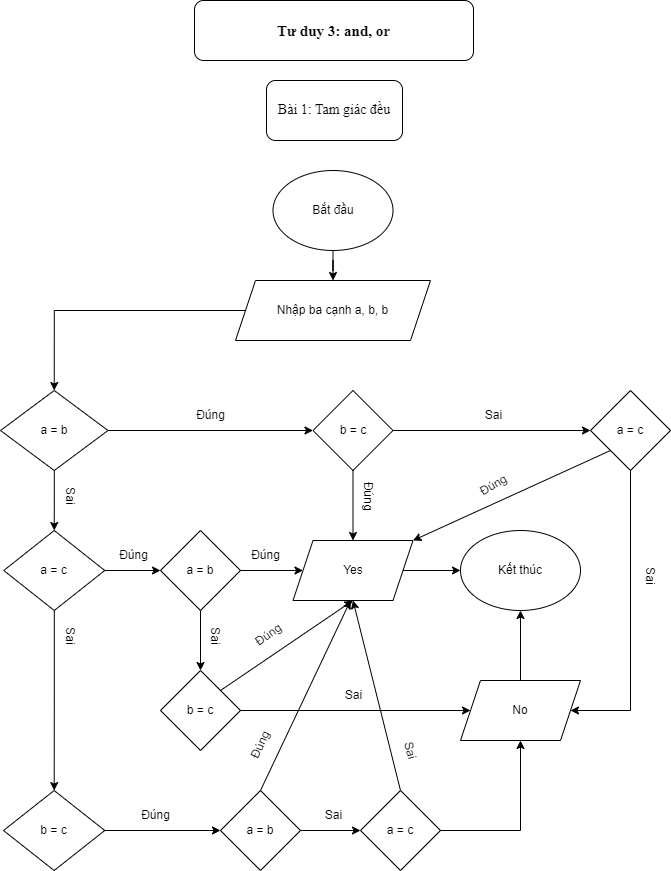 Tư duy 3: and, or
Bài 1: Tam giác đều
Bắt đầu
Nhập ba cạnh a, b, b
a = b
Đúng
b = c
Sai
a = c
Sai
Đúng
Đúng
a = c
Đúng
a = b
Đúng
Yes
Kết thúc
Sai
Sai
Sai
Đúng
b = c
Sai
No
Đúng
Sai
b = c
Đúng
a = b
Sai
a = c